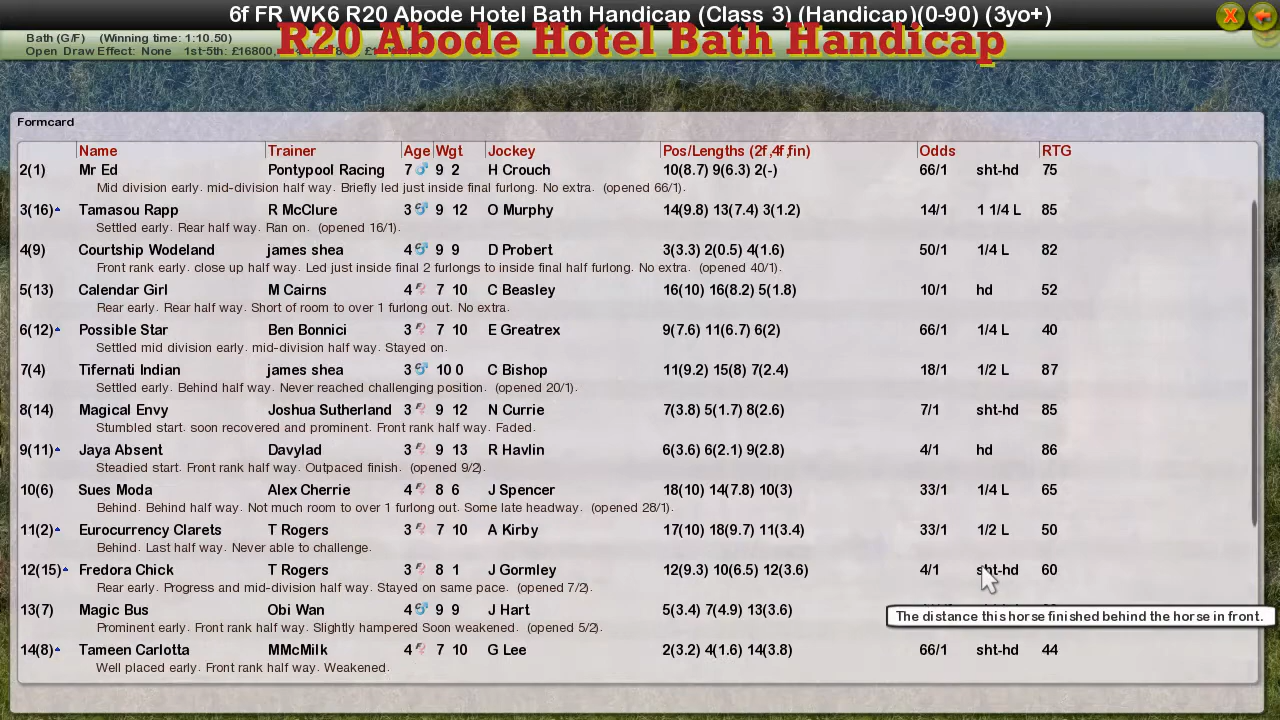 6f FR WK6 R20 Abode Hotel Bath Handicap (Class 3) (Handicap)(0-90) (3yo+)
R20 Abode Hotel Bath Handicap
Bath (G/F) (Winning time: 1:10.50)
Open Draw Effect: None 1st-5th: £16800,
Formcard
Name Trainer Age Wgt Jockey Pos/Lengths (2f,4f,fin) Odds RTG
2(1) Mr Ed Pontypool Racing 7 9 2 H Crouch 10(8.7) 9(6.3) 2(-) 66/1 sht-hd 75
Mid division early. mid-division half way. Briefly led just inside final furlong. No extra. (opened 66/1).
3(16) Tamasou Rapp R McClure 3 9 12 O Murphy 14(9.8) 13(7.4) 3(1.2) 14/1 1 1/4 L 85
Settled early. Rear half way. Ran on. (opened 16/1).
4(9) Courtship Wodeland james shea 4 9 9 D Probert 3(3.3) 2(0.5) 4(1.6) 50/1 1/4 L 82
Front rank early. close up half way. Led just inside final 2 furlongs to inside final half furlong. No extra. (opened 40/1).
5(13) Calendar Girl M Cairns 4 7 10 C Beasley 16(10) 16(8.2) 5(1.8) 10/1 hd 52
Rear early. Rear half way. Short of room to over 1 furlong out. No extra.
6(12) Possible Star Ben Bonnici 3 7 10 E Greatrex 9(7.6) 11(6.7) 6(2) 66/1 1/4 L 40
Settled mid division early. mid-division half way. Stayed on.
7(4) Tifernati Indian james shea 3 10 0 C Bishop 11(9.2) 15(8) 7(2.4) 18/1 1/2 L 87
Settled early. Behind half way. Never reached challenging position. (opened 20/1).
8(14) Magical Envy Joshua Sutherland 3 9 12 N Currie 7(3.8) 5(1.7) 8(2.6) 7/1 sht-hd 85
Stumbled start. soon recovered and prominent. Front rank half way. Faded.
9(11) Jaya Absent Davylad 3 9 13 R Havlin 6(3.6) 6(2.1) 9(2.8) 4/1 hd 86
Steadied start. Front rank half way. Outpaced finish. (opened 9/2).
10(6) Sues Moda Alex Cherrie 4 8 6 J Spencer 18(10) 14(7.8) 10(3) 33/1 1/4 L 65
Behind. Behind half way. Not much room to over 1 furlong out. Some late headway. (opened 28/1).
11(2) Eurocurrency Clarets T Rogers 3 7 10 A Kirby 17(10) 18(9.7) 11(3.4) 33/1 1/2 L 50
Behind. Last half way. Never able to challenge.
12(15) Fredora Chick T Rogers 3 8 1 J Gormley 12(9.3) 10(6.5) 12(3.6) 4/1 sht-hd 60
Rear early. Progress and mid-division half way. Stayed on same pace. (opened 7/2).
13(7) Magic Bus Obi Wan 4 9 9 J Hart 5(3.4) 7(4.9) 13(3.6)
The distance this horse finished behind the horse in front.
Prominent early. Front rank half way. Slightly hampered Soon weakened. (opened 5/2).
14(8) Tameen Carlotta MMcMilk 4 7 10 G Lee 2(3.2) 4(1.6) 14(3.8) 66/1 sht-hd 44
Well placed early. Front rank half way. Weakened.